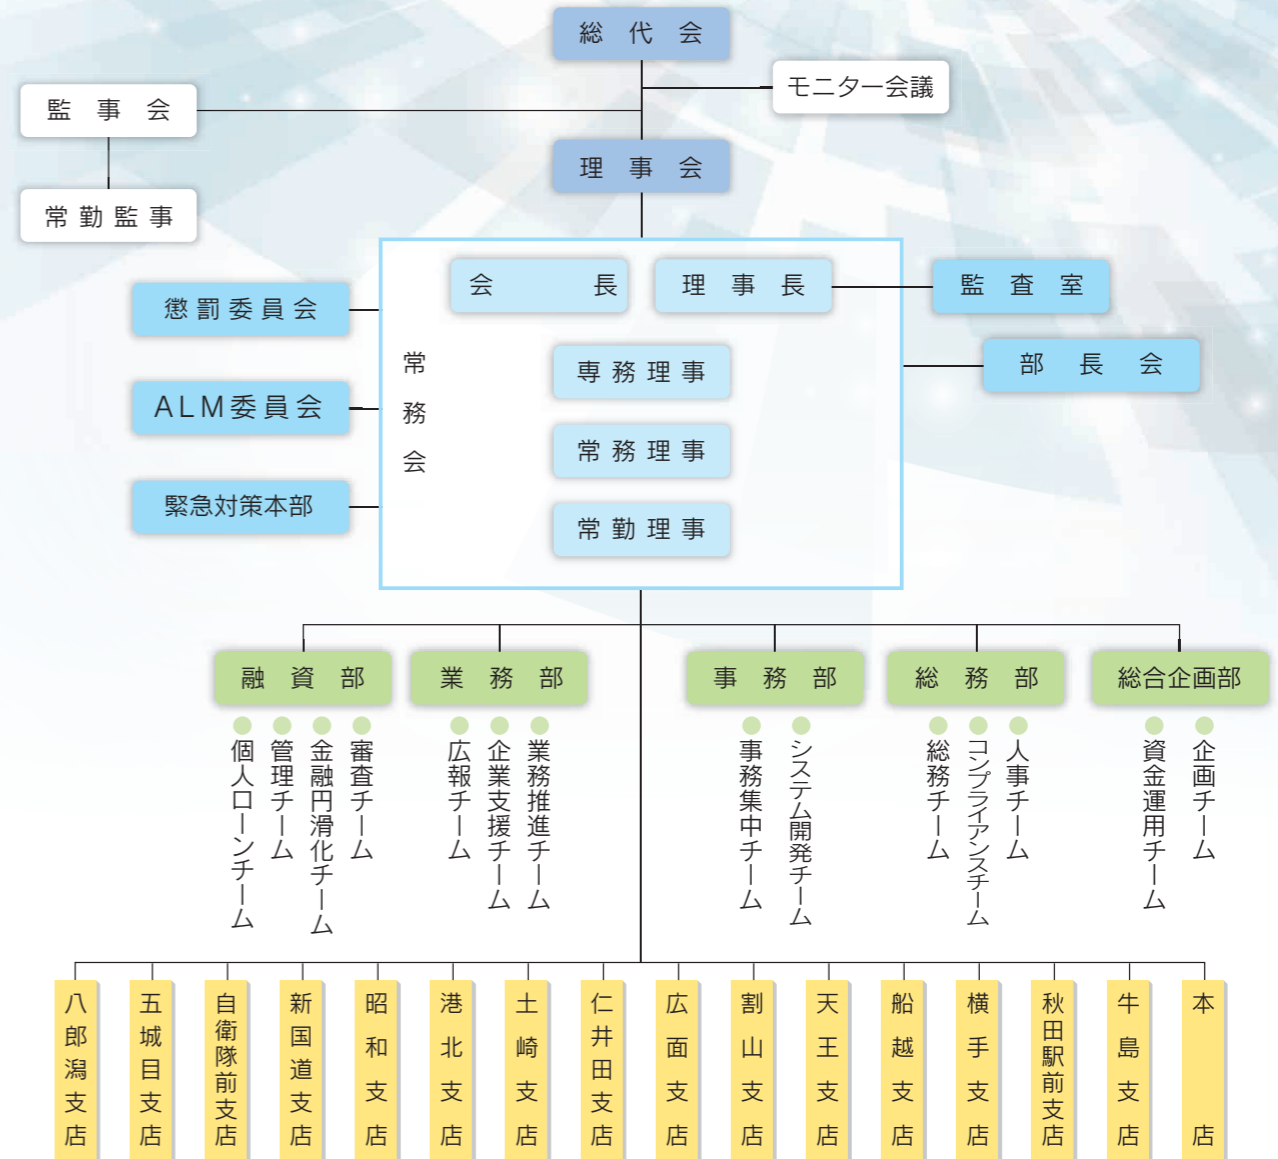 総代会
モニター会議
監事会
理事会
常勤監事
会長
理事長
監査室
懲罰委員会
常務会
専務理事
部長会
ALM委員会
常務理事
緊急対策本部
常勤理事
融資部
業務部
事務部
総務部
総合企画部
個人ローンチーム
管理チーム
金融円滑化チーム
審査チーム
広報チーム
企業支援チーム
業務推進チーム
事務集中チーム
システム開発チーム
総務チーム
コンプライアンスチーム
人事チーム
資金運用チーム
企画チーム
八郎潟支店
五城目支店
自衛隊前支店
新国道支店
昭和支店
港北支店
土崎支店
仁井田支店
広面支店
割山支店
天王支店
船越支店
横手支店
秋田駅前支店
牛島支店
本店